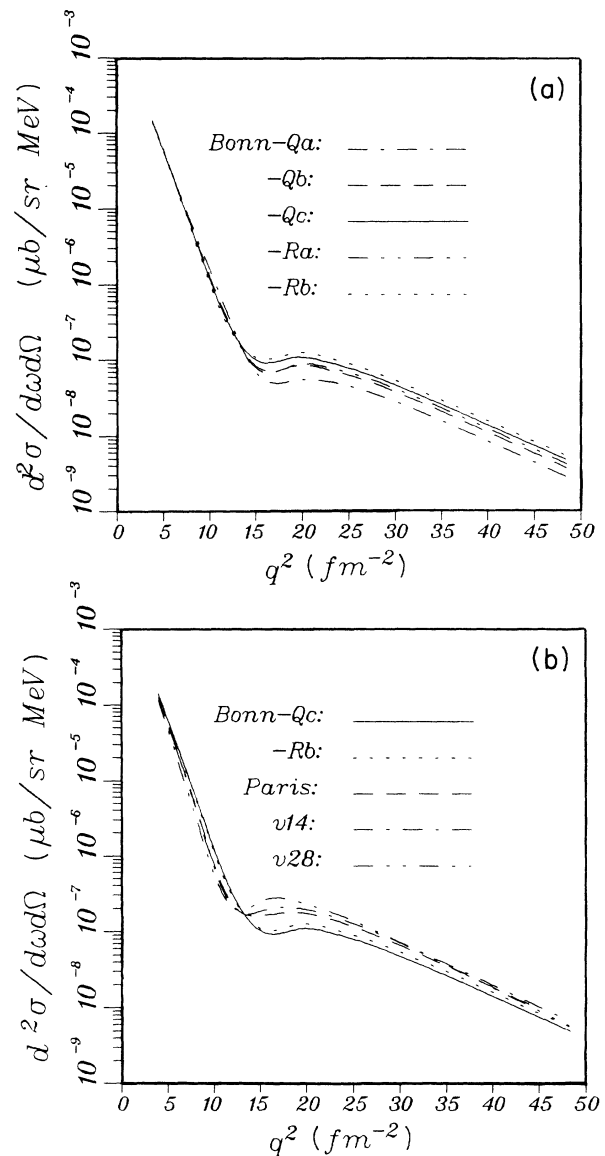 (a)
d²σ/dωdΩ (μb/sr MeV)
10⁻³
10⁻⁴
10⁻⁵
10⁻⁶
10⁻⁷
10⁻⁸
10⁻⁹
Bonn-Qa:
-Qb:
-Qc:
-Ra:
-Rb:
0 5 10 15 20 25 30 35 40 45 50
q² (fm⁻²)
(b)
d²σ/dωdΩ (μb/sr MeV)
10⁻³
10⁻⁴
10⁻⁵
10⁻⁶
10⁻⁷
10⁻⁸
10⁻⁹
Bonn-Qc:
-Rb:
Paris:
v14:
v28:
0 5 10 15 20 25 30 35 40 45 50
q² (fm⁻²)